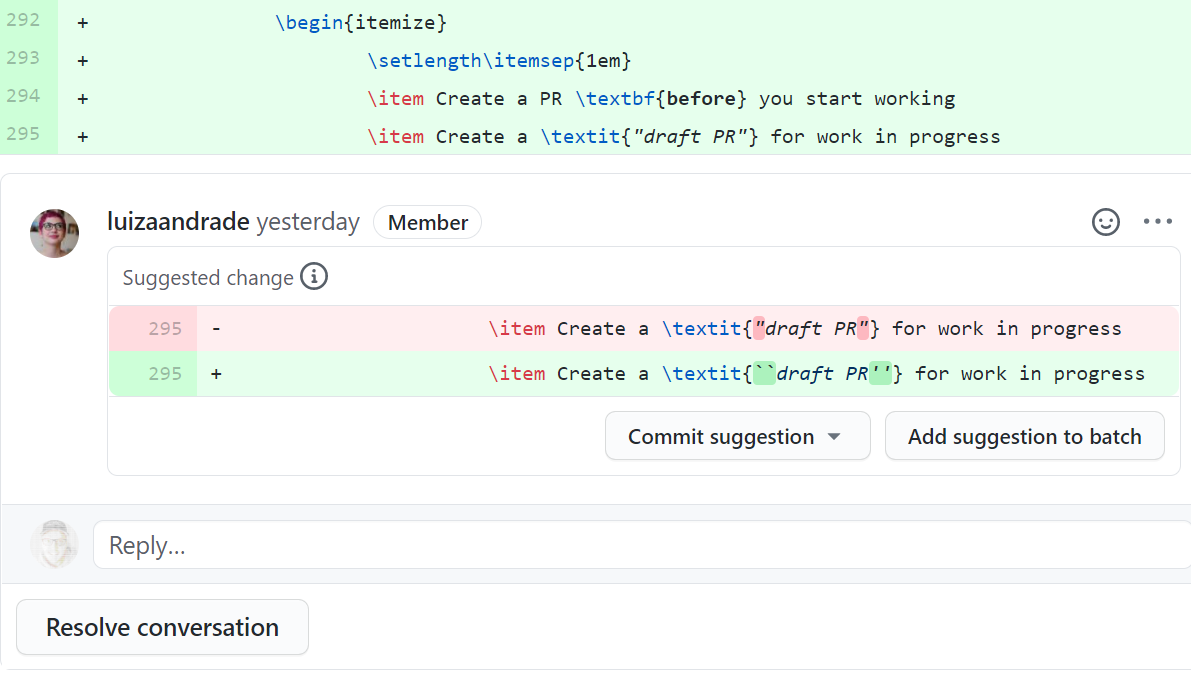 292 + \begin{itemize}
293 + \setlength\itemsep{1em}
294 + \item Create a PR \textbf{before} you start working
295 + \item Create a \textit{"draft PR"} for work in progress
luizaandrade yesterday Member
Suggested change
295 - \item Create a \textit{"draft PR"} for work in progress
295 + \item Create a \textit{``draft PR''} for work in progress
Commit suggestion Add suggestion to batch
Reply...
Resolve conversation